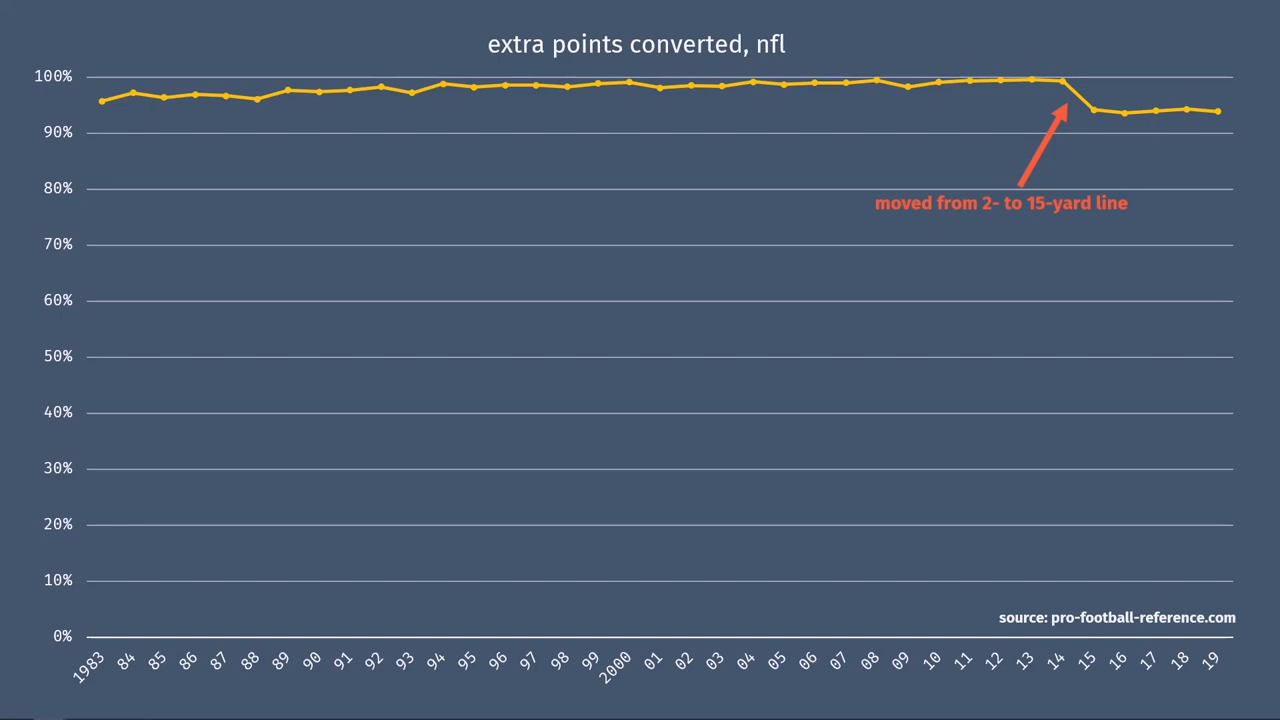 extra points converted, nfl
100%
90%
80%
moved from 2- to 15-yard line
70%
60%
50%
40%
30%
20%
10%
source: pro-football-reference.com
0%
1983 84 85 86 87 88 89 90 91 92 93 94 95 96 97 98 99 2000 01 02 03 04 05 06 07 08 09 10 11 12 13 14 15 16 17 18 19